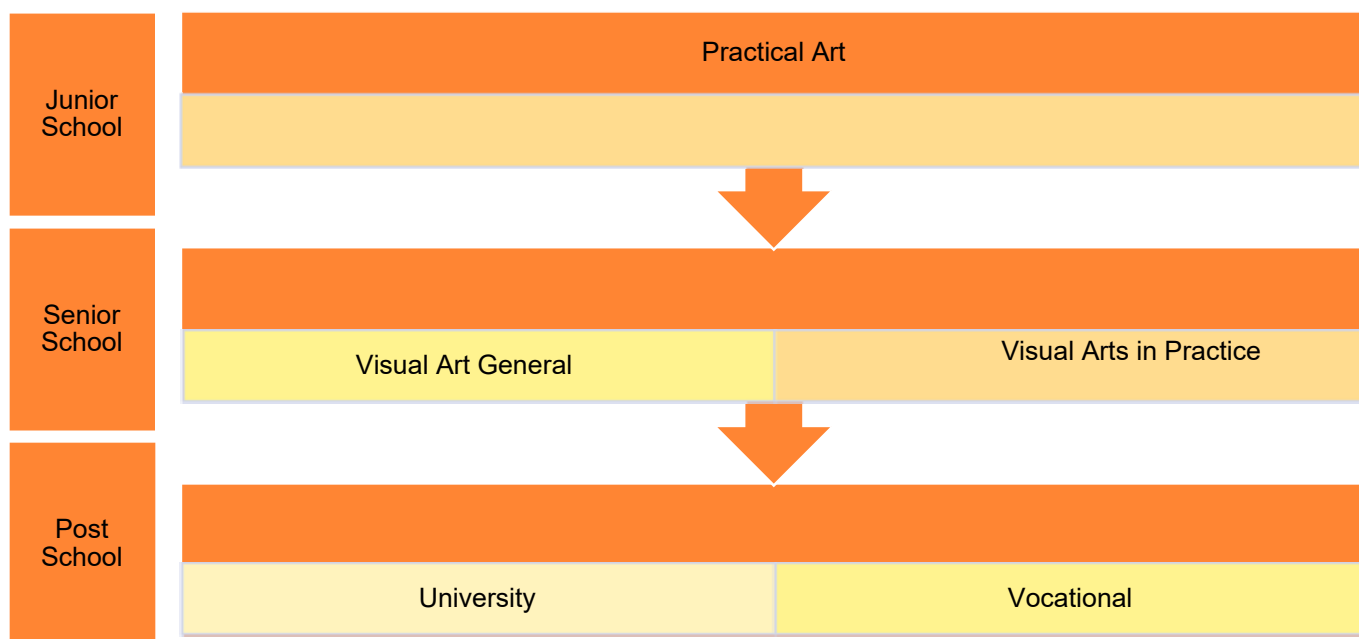 Practical Art
Junior
School
Senior
School
Visual Art General
Visual Arts in Practice
Post
School
University
Vocational